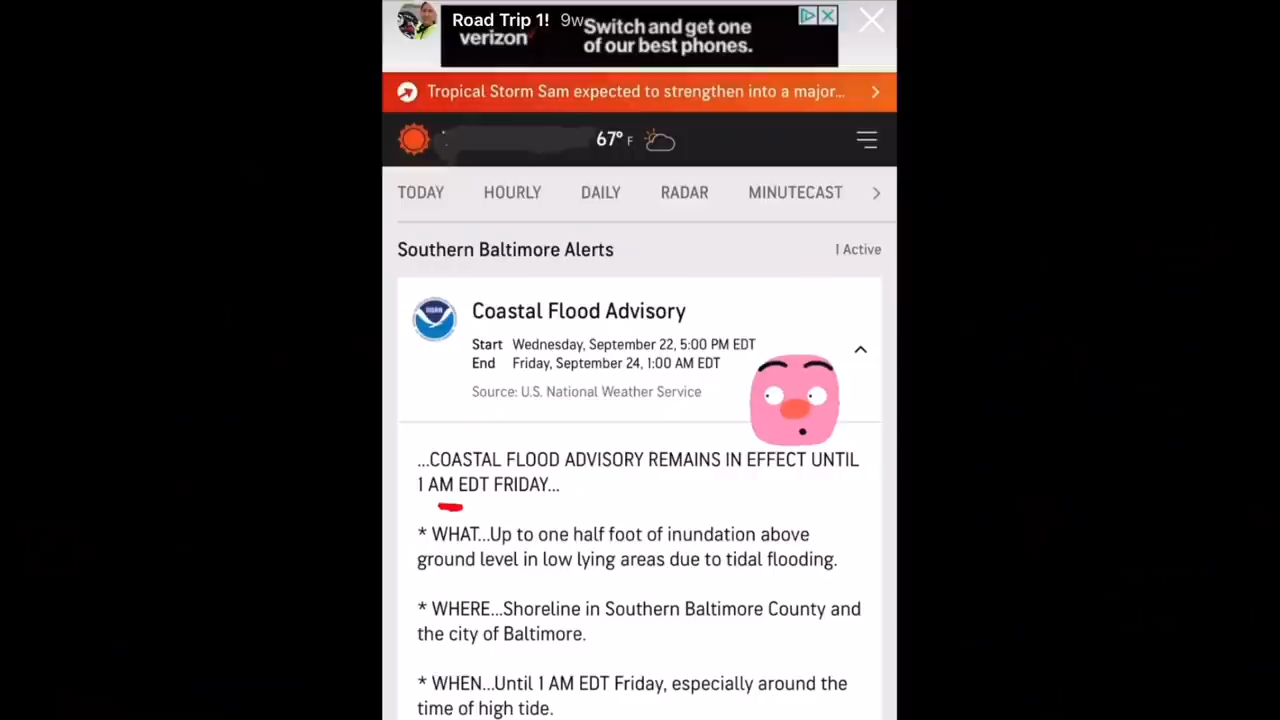 Road Trip 1! 9w
verizon
Switch and get one
of our best phones.
Tropical Storm Sam expected to strengthen into a major...
67° F
TODAY HOURLY DAILY RADAR MINUTECAST
Southern Baltimore Alerts
1 Active
Coastal Flood Advisory
Start Wednesday, September 22, 5:00 PM EDT
End Friday, September 24, 1:00 AM EDT
Source: U.S. National Weather Service
...COASTAL FLOOD ADVISORY REMAINS IN EFFECT UNTIL
1 AM EDT FRIDAY...
* WHAT...Up to one half foot of inundation above
ground level in low lying areas due to tidal flooding.
* WHERE...Shoreline in Southern Baltimore County and
the city of Baltimore.
* WHEN...Until 1 AM EDT Friday, especially around the
time of high tide.